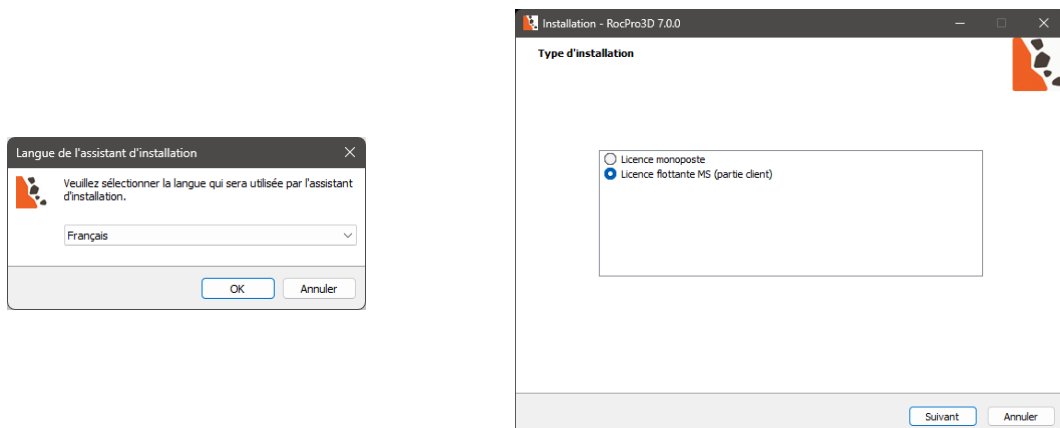 Langue de l'assistant d'installation
Veuillez sélectionner la langue qui sera utilisée par l'assistant
d'installation.
Français
OK Annuler
Installation - RocPro3D 7.0.0
Type d'installation
Licence monoposte
Licence flottante MS (partie client)
Suivant Annuler